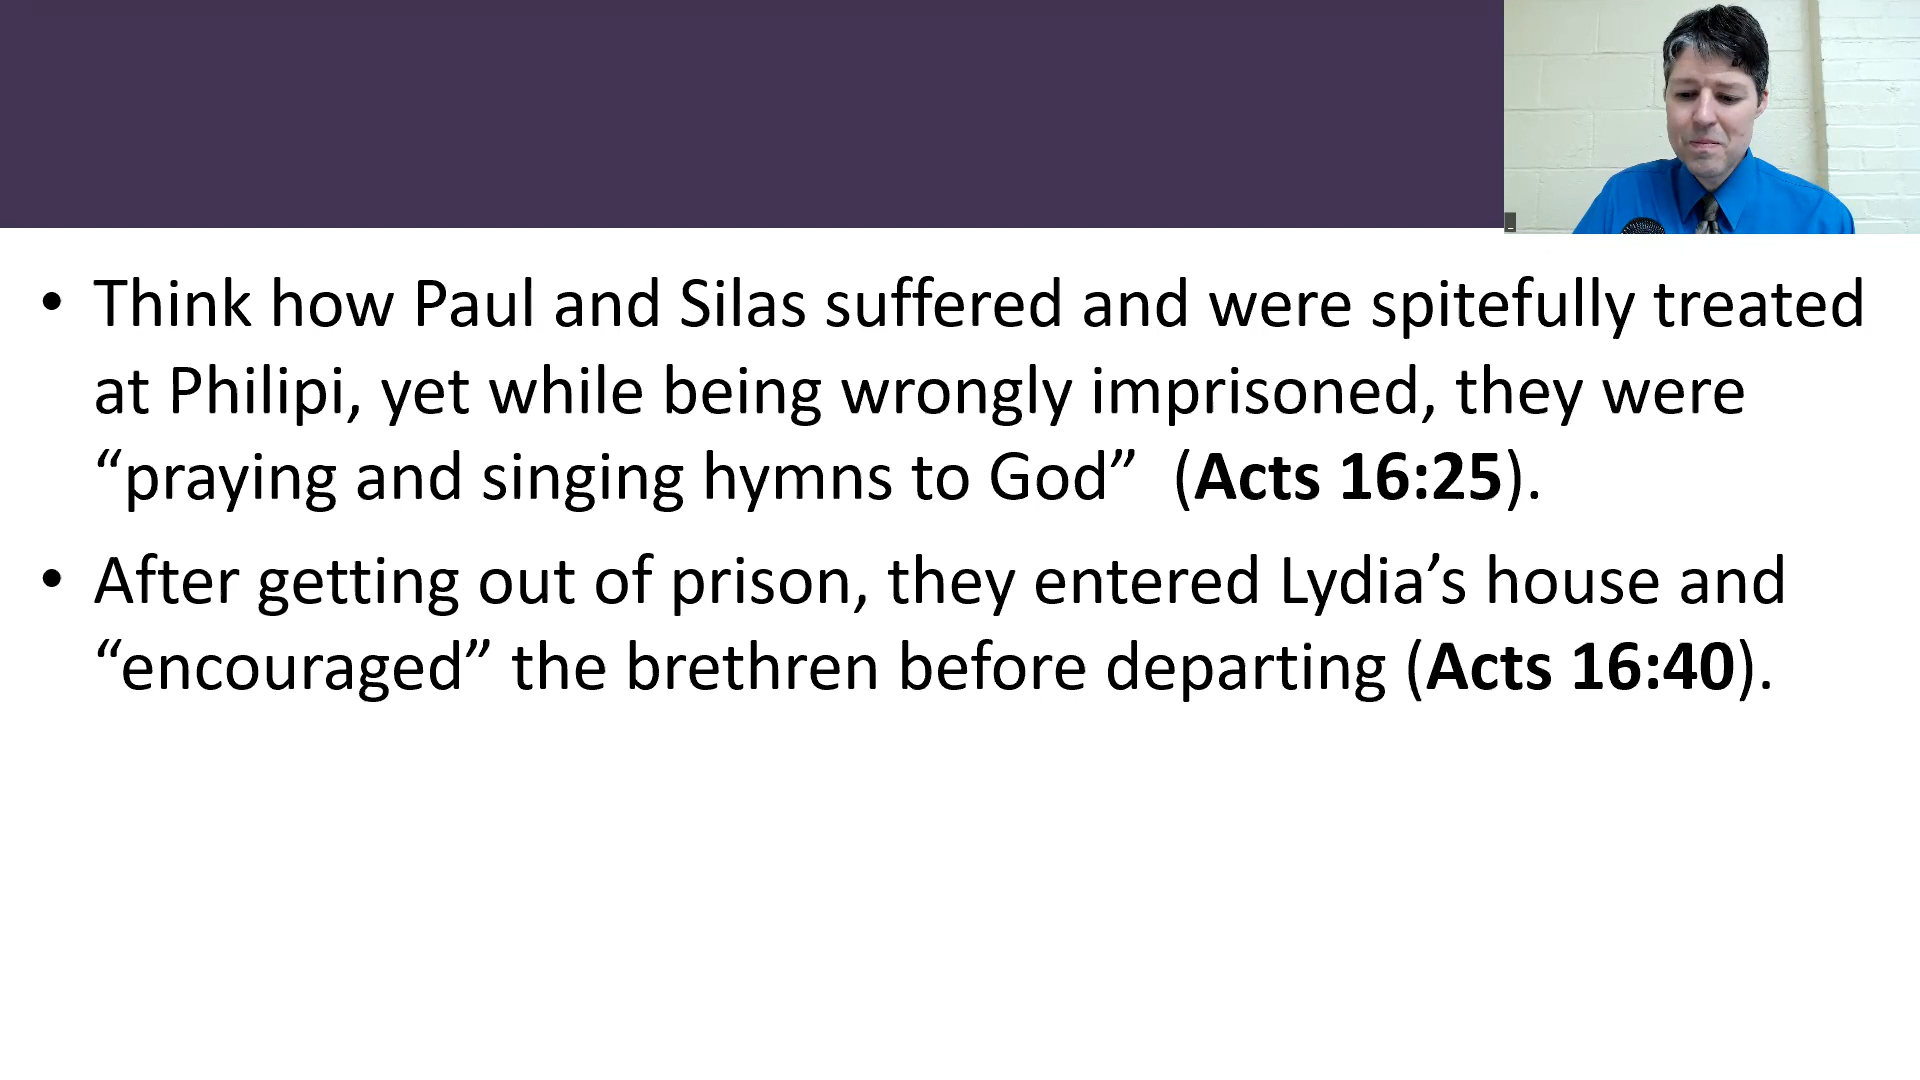 • Think how Paul and Silas suffered and were spitefully treated
at Philipi, yet while being wrongly imprisoned, they were
“praying and singing hymns to God”  (Acts 16:25).
• After getting out of prison, they entered Lydia’s house and
“encouraged” the brethren before departing (Acts 16:40).